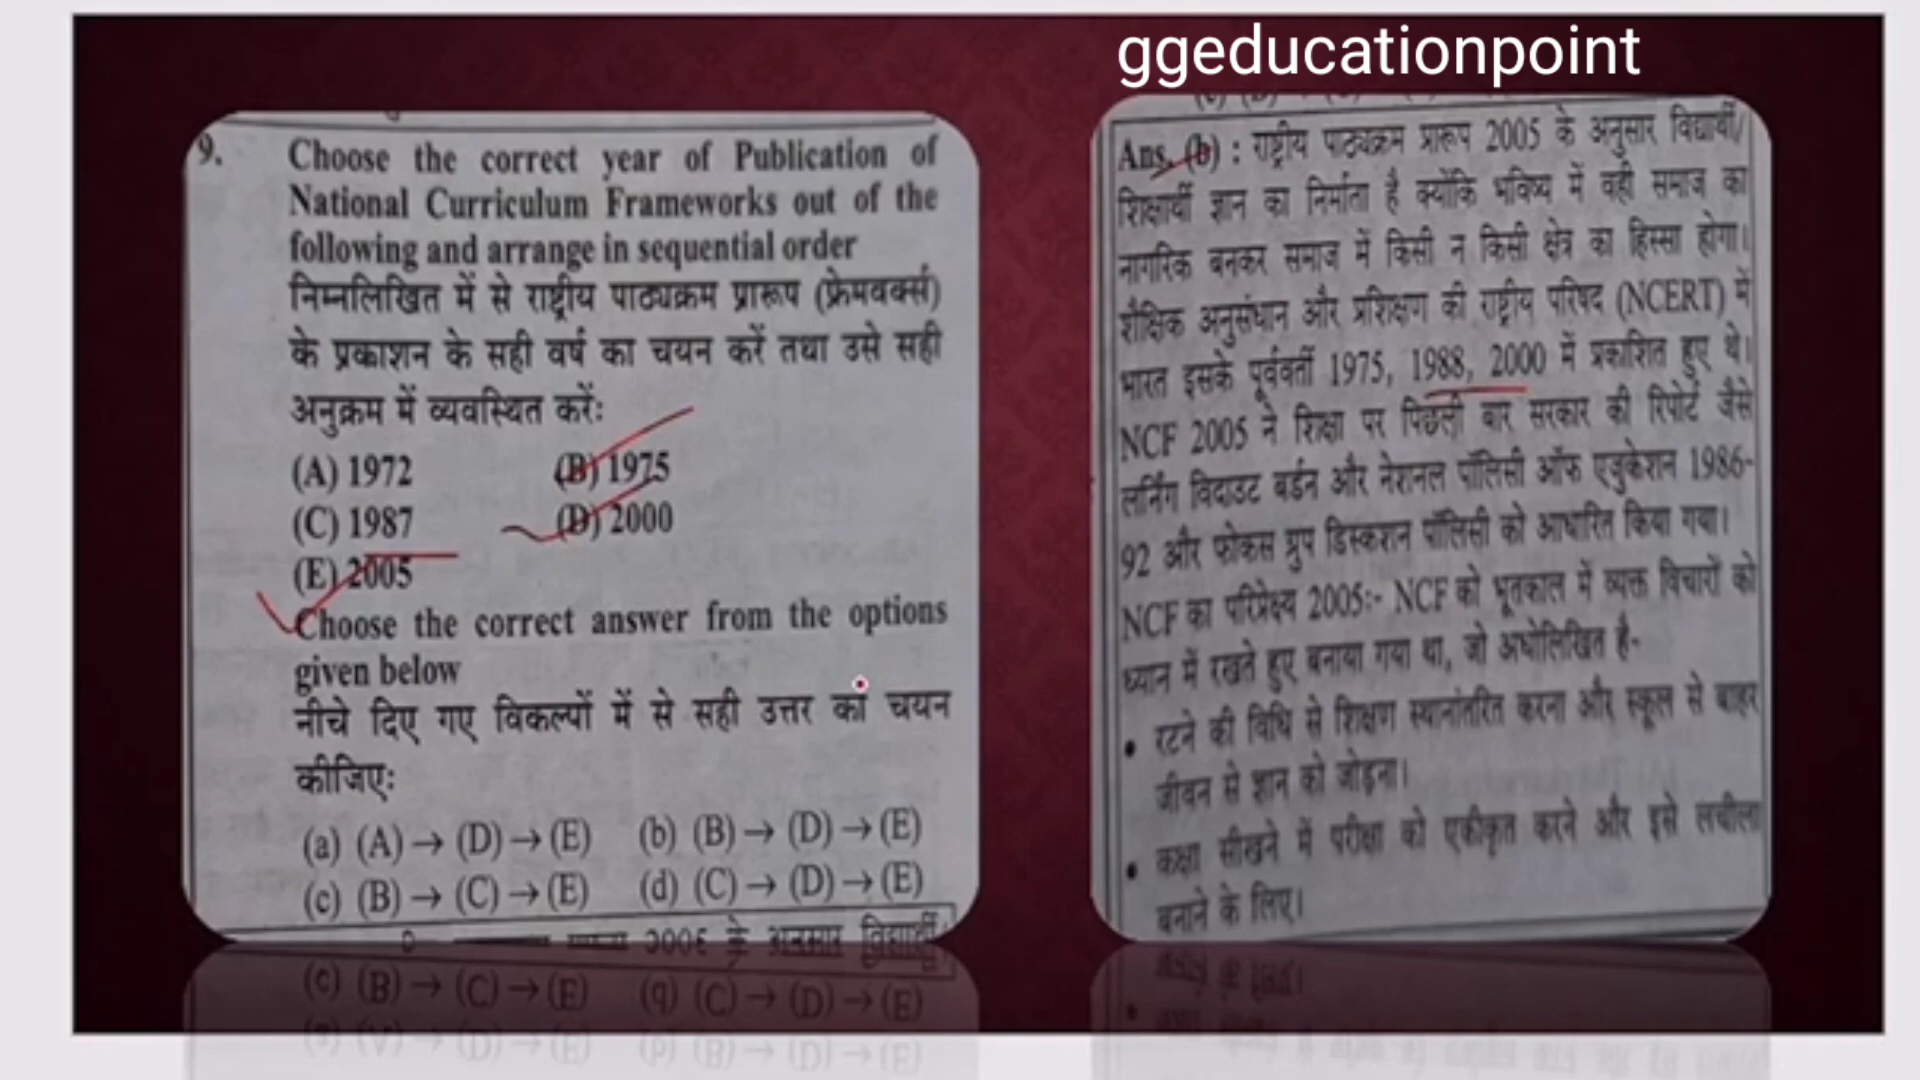 ggeducationpoint
9. Choose the correct year of Publication of
National Curriculum Frameworks out of the
following and arrange in sequential order
निम्नलिखित में से राष्ट्रीय पाठ्यक्रम प्रारूप (फ्रेमवर्क्स)
के प्रकाशन के सही वर्ष का चयन करें तथा उसे सही
अनुक्रम में व्यवस्थित करें:
(A) 1972 (B) 1975
(C) 1987 (D) 2000
(E) 2005
Choose the correct answer from the options
given below
नीचे दिए गए विकल्पों में से सही उत्तर का चयन
कीजिए:
(a) (A) → (D) → (E) (b) (B) → (D) → (E)
(c) (B) → (C) → (E) (d) (C) → (D) → (E)
Ans. (b) : राष्ट्रीय पाठ्यक्रम प्रारूप 2005 के अनुसार विद्यार्थी/
शिक्षार्थी ज्ञान का निर्माता है क्योंकि भविष्य में वही समाज का
नागरिक बनकर समाज में किसी न किसी क्षेत्र का हिस्सा होगा।
शैक्षिक अनुसंधान और प्रशिक्षण की राष्ट्रीय परिषद (NCERT) में
भारत इसके पूर्ववर्ती 1975, 1988, 2000 में प्रकाशित हुए थे।
NCF 2005 ने शिक्षा पर पिछली बार सरकार की रिपोर्ट जैसे
लर्निंग विदाउट बर्डन और नेशनल पॉलिसी ऑफ एजुकेशन 1986-
92 और फोकस ग्रुप डिस्कशन पॉलिसी को आधारित किया गया।
NCF का परिप्रेक्ष्य 2005:- NCF को भूतकाल में व्यक्त विचारों को
ध्यान में रखते हुए बनाया गया था, जो अधोलिखित है-
• रटने की विधि से शिक्षण स्थानांतरित करना और स्कूल से बाहर
जीवन से ज्ञान को जोड़ना।
• कक्षा सीखने में परीक्षा को एकीकृत करने और इसे लचीला
बनाने के लिए।